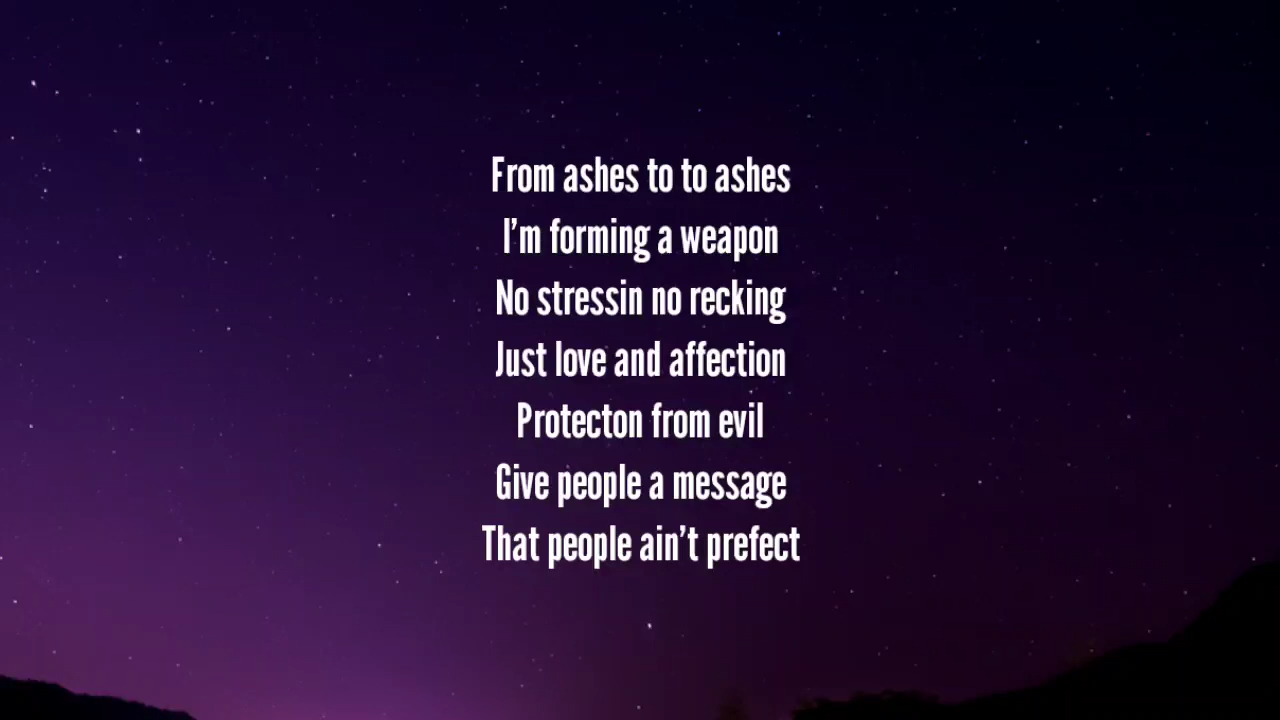 From ashes to to ashes
I'm forming a weapon
No stressin no recking
Just love and affection
Protecton from evil
Give people a message
That people ain't prefect